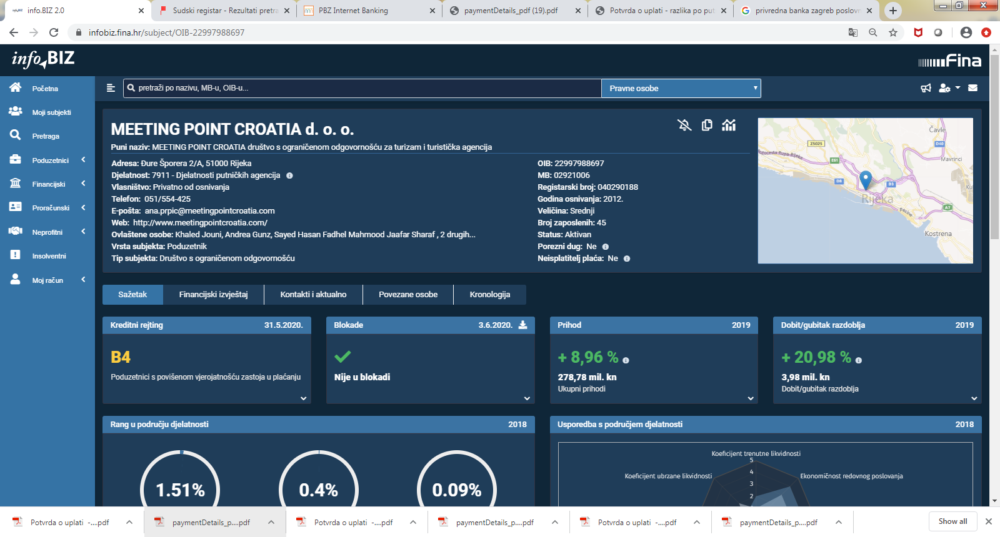 info.BIZ 2.0
Sudski registar - Rezultati pretra
PBZ Internet Banking
paymentDetails_pdf (19).pdf
Potvrda o uplati - razlika po put
privredna banka zagreb poslovn
infobiz.fina.hr/subject/OIB-22997988697
info.BIZ
Fina
Početna
Moji subjekti
Pretraga
Poduzetnici
Financijski
Proračunski
Neprofitni
Insolventni
Moj račun
pretraži po nazivu, MB-u, OIB-u...
Pravne osobe
MEETING POINT CROATIA d. o. o.
Puni naziv: MEETING POINT CROATIA društvo s ograničenom odgovornošću za turizam i turistička agencija
Adresa: Đure Šporera 2/A, 51000 Rijeka
Djelatnost: 7911 - Djelatnosti putničkih agencija
Vlasništvo: Privatno od osnivanja
Telefon: 051/554-425
E-pošta: ana.prpic@meetingpointcroatia.com
Web: http://www.meetingpointcroatia.com/
Ovlaštene osobe: Khaled Jouni, Andrea Gunz, Sayed Hasan Fadhel Mahmood Jaafar Sharaf , 2 drugih...
Vrsta subjekta: Poduzetnik
Tip subjekta: Društvo s ograničenom odgovornošću
OIB: 22997988697
MB: 02921006
Registarski broj: 040290188
Godina osnivanja: 2012.
Veličina: Srednji
Broj zaposlenih: 45
Status: Aktivan
Porezni dug: Ne
Neisplatitelj plaća: Ne
Čavle
25025
D40
Autocesta Rupa-Rijeka
E61
Mavrinci
D8
D3
Rijeka
A7
Pećine
Kostrena
Sažetak
Financijski izvještaj
Kontakti i aktualno
Povezane osobe
Kronologija
Kreditni rejting 31.5.2020.
B4
Poduzetnici s povišenom vjerojatnošću zastoja u plaćanju
Blokade 3.6.2020.
Nije u blokadi
Prihod 2019
+ 8,96 %
278,78 mil. kn
Ukupni prihodi
Dobit/gubitak razdoblja 2019
+ 20,98 %
3,98 mil. kn
Dobit/gubitak razdoblja
Rang u području djelatnosti 2018
1.51%
0.4%
0.09%
Usporedba s područjem djelatnosti 2018
Koeficijent trenutne likvidnosti
5
4
3
2
Koeficijent ubrzane likvidnosti
Ekonomičnost redovnog poslovanja
Potvrda o uplati -....pdf
paymentDetails_p....pdf
Potvrda o uplati -....pdf
paymentDetails_p....pdf
Potvrda o uplati -....pdf
paymentDetails_p....pdf
Show all